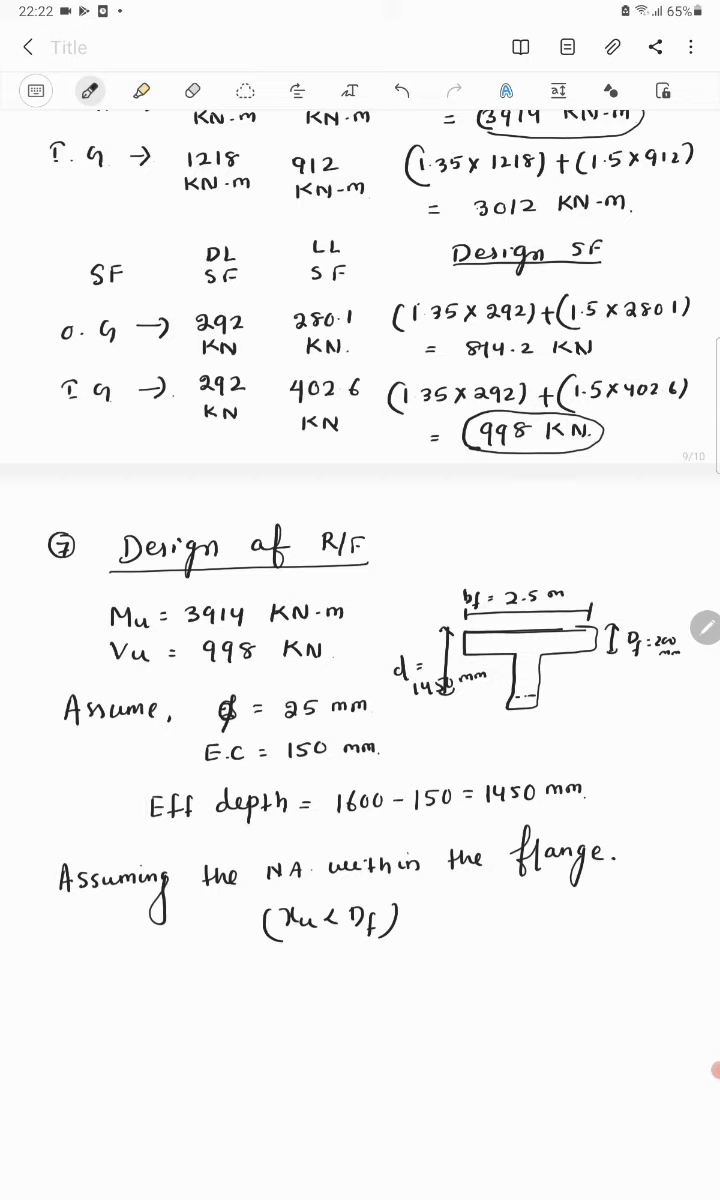 22:22 65%
Title
KN-m KN-m = (3914 KN-m)
I.G → 1218 KN-m 912 KN-m (1.35 x 1218) + (1.5 x 912)
= 3012 KN-m.
SF DL SF LL SF Design SF
O.G → 292 KN 280.1 KN. (1.35 x 292)+(1.5 x 280 1)
= 814.2 KN
I G → 292 KN 402 6 KN (1 35 x 292) + (1.5 x 402 6)
= (998 KN.)
9/10
⑦ Design of R/F
Mu = 3914 KN-m
Vu = 998 KN
bf = 2.5 m
Df = 200 mm
d = 1450 mm
Assume, ϕ = 25 mm
E.C = 150 mm.
Eff depth = 1600 - 150 = 1450 mm.
Assuming the NA. within the flange.
(xu < Df)